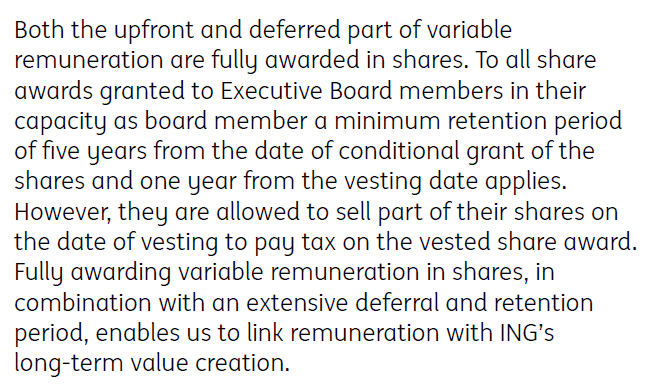 Both the upfront and deferred part of variable
remuneration are fully awarded in shares. To all share
awards granted to Executive Board members in their
capacity as board member a minimum retention period
of five years from the date of conditional grant of the
shares and one year from the vesting date applies.
However, they are allowed to sell part of their shares on
the date of vesting to pay tax on the vested share award.
Fully awarding variable remuneration in shares, in
combination with an extensive deferral and retention
period, enables us to link remuneration with ING’s
long-term value creation.